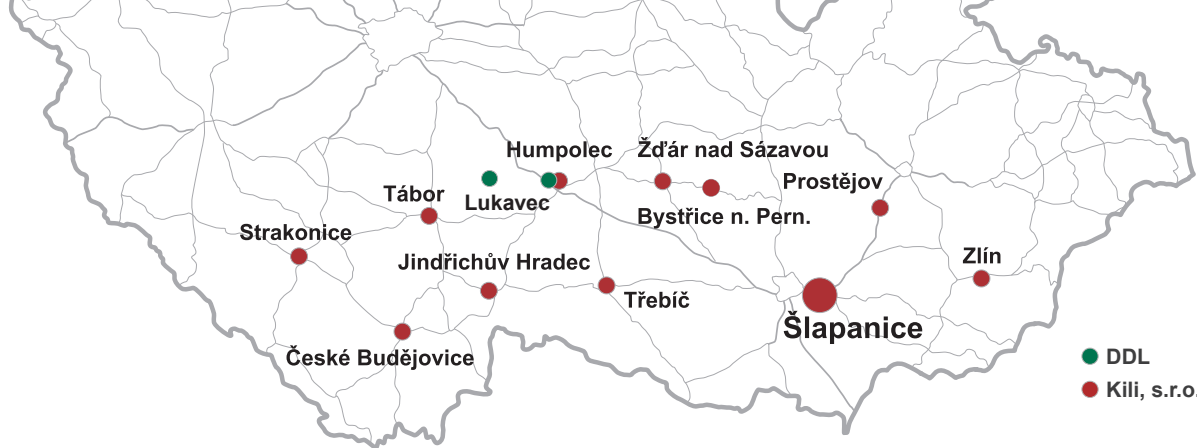 Humpolec
Žďár nad Sázavou
Prostějov
Tábor
Lukavec
Bystřice n. Pern.
Strakonice
Zlín
Jindřichův Hradec
Třebíč
Šlapanice
České Budějovice
DDL
Kili, s.r.o.